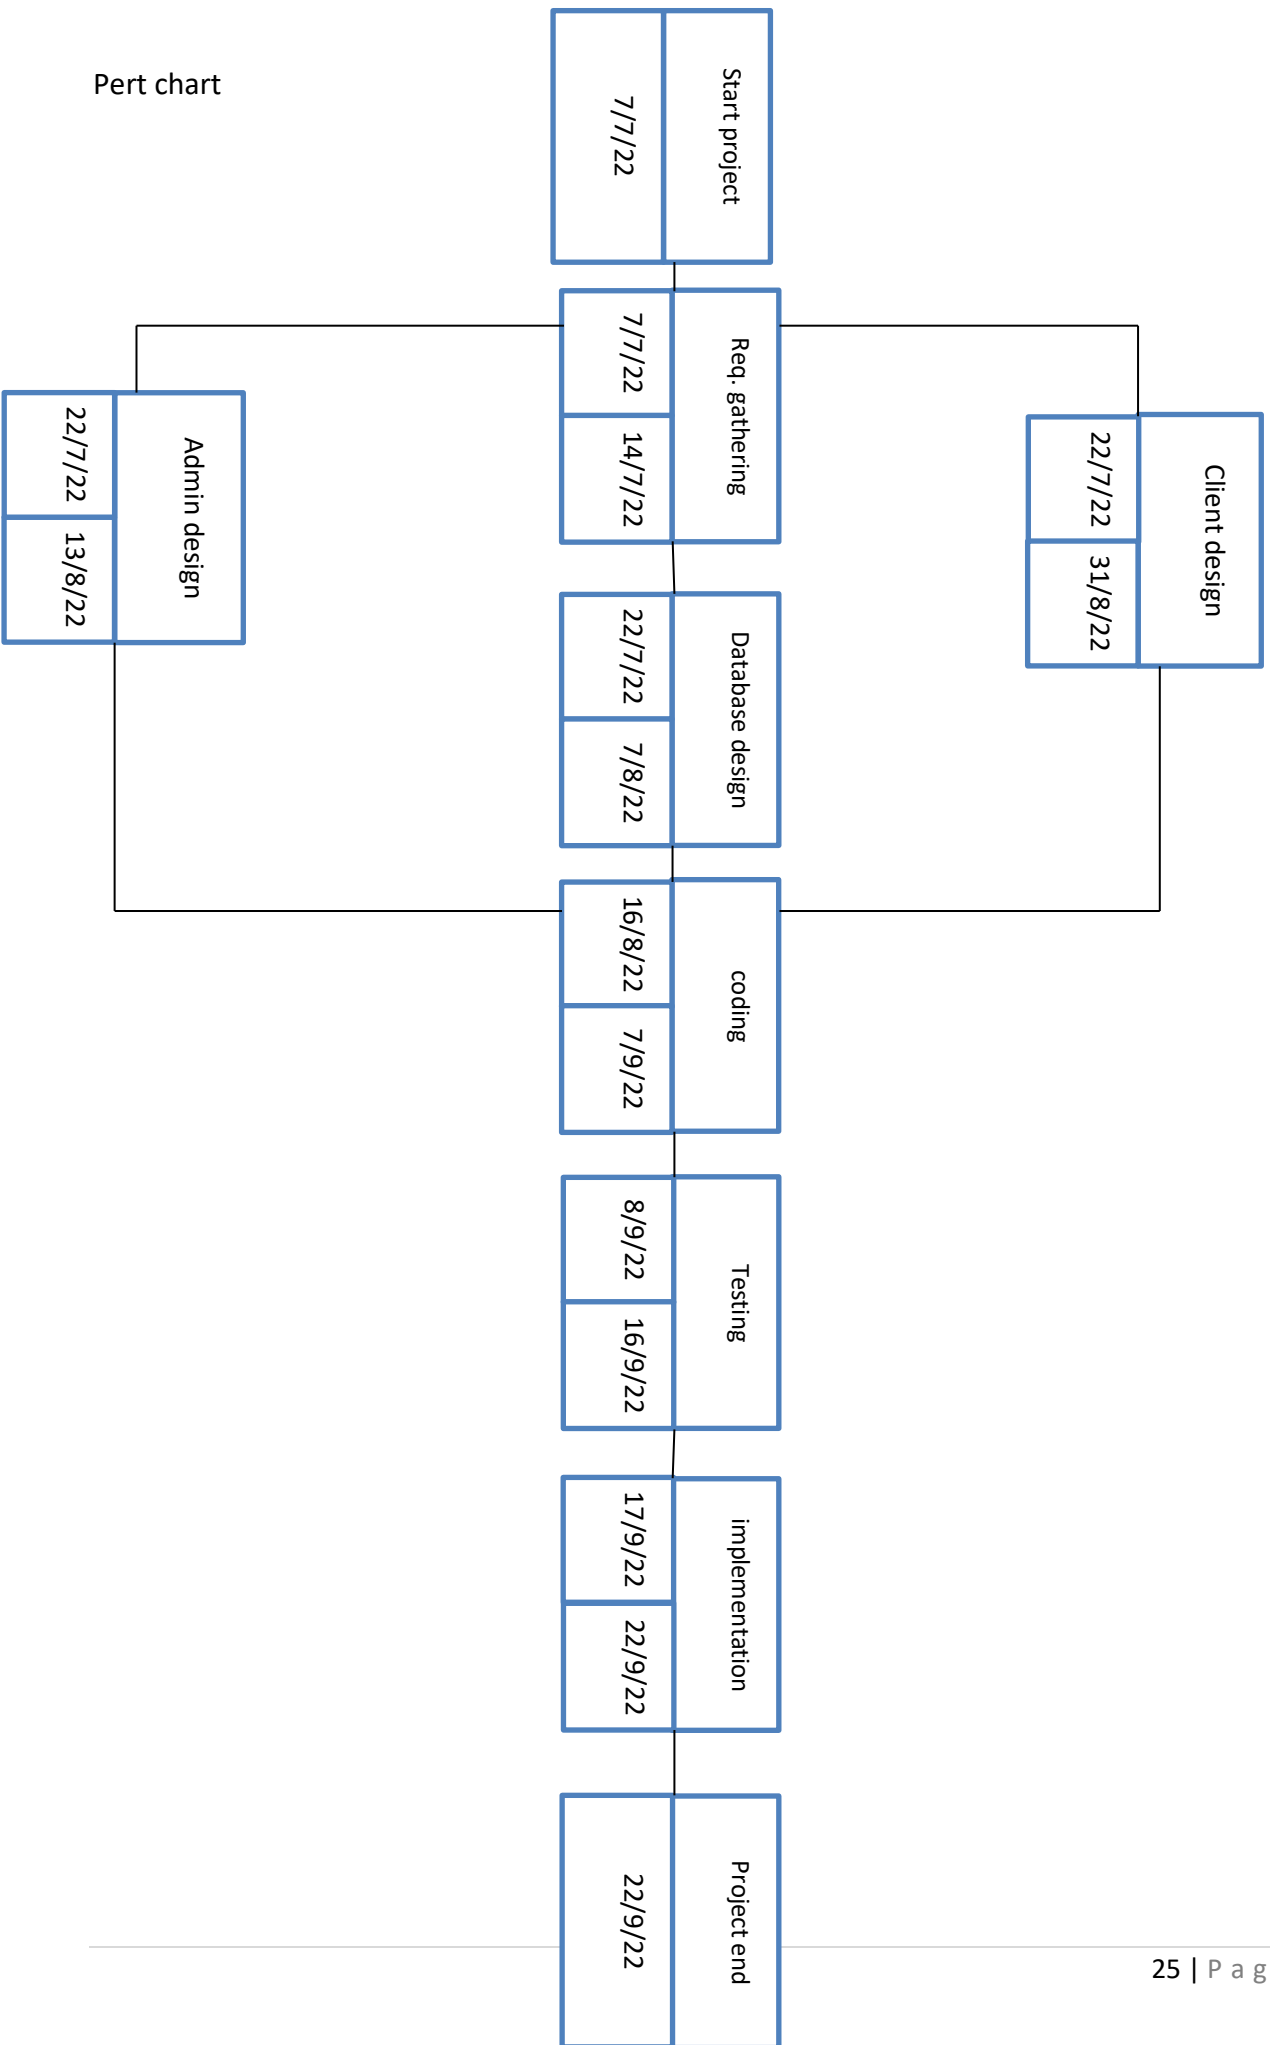 Pert chart
Start project
7/7/22
Req. gathering
7/7/22
14/7/22
Client design
22/7/22
31/8/22
Admin design
22/7/22
13/8/22
Database design
22/7/22
7/8/22
coding
16/8/22
7/9/22
Testing
8/9/22
16/9/22
implementation
17/9/22
22/9/22
Project end
22/9/22
25 | P a g